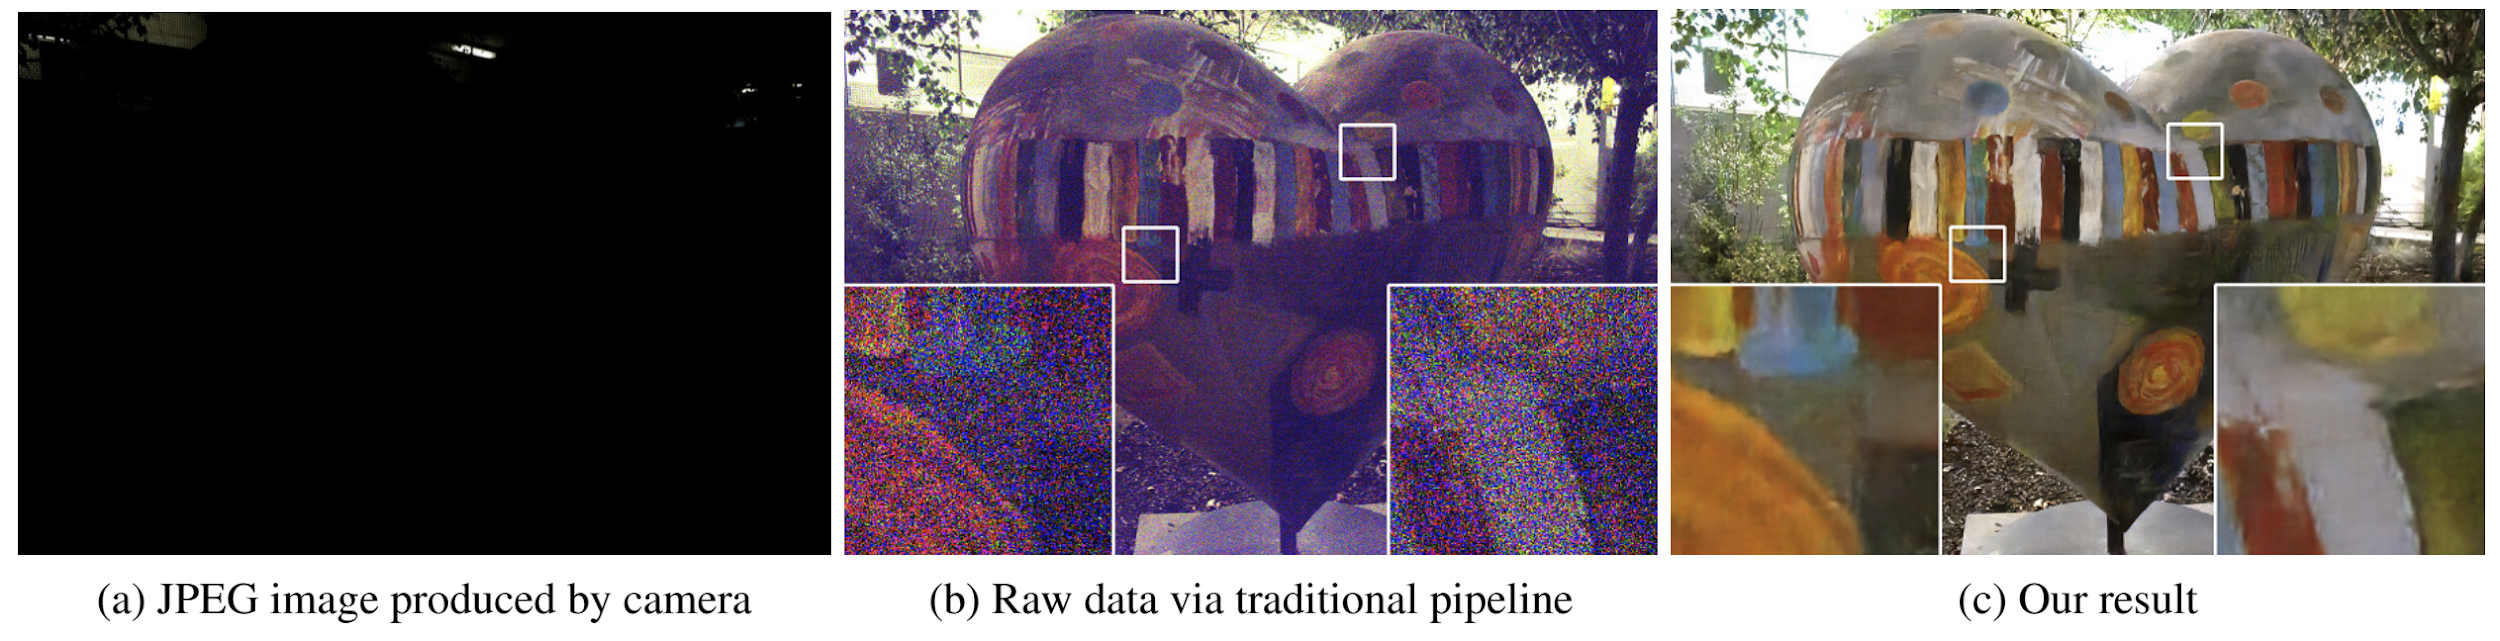 (a) JPEG image produced by camera
(b) Raw data via traditional pipeline
(c) Our result